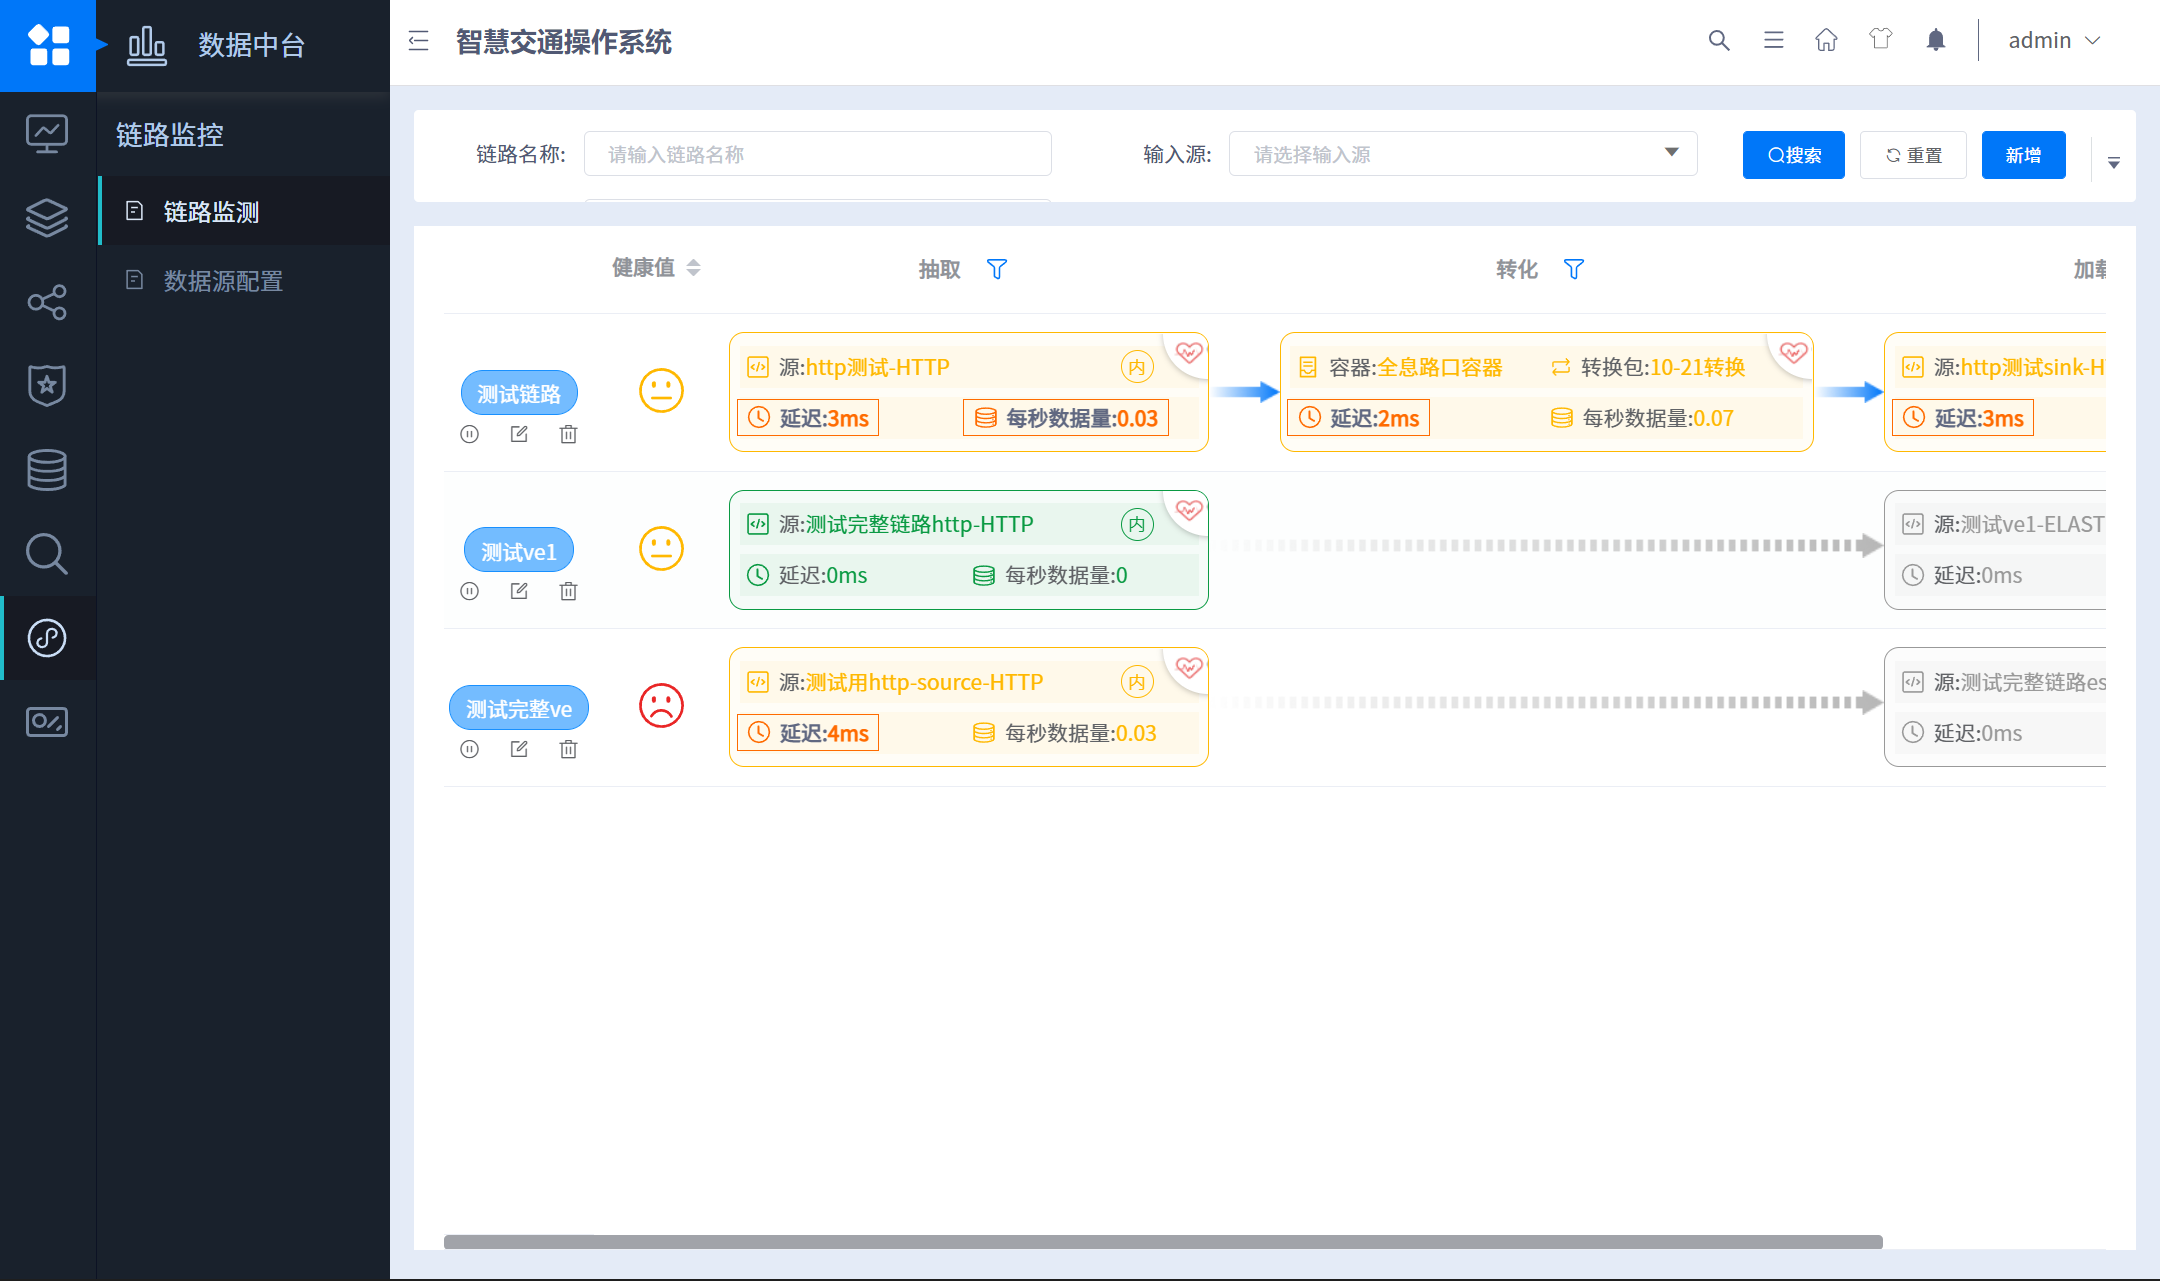 数据中台
智慧交通操作系统
admin
链路监控
链路监测
数据源配置
链路名称: 请输入链路名称
输入源: 请选择输入源
搜索
重置
新增
健康值
抽取
转化
加载
测试链路
源:http测试-HTTP
内
延迟:3ms
每秒数据量:0.03
容器:全息路口容器
转换包:10-21转换
延迟:2ms
每秒数据量:0.07
源:http测试sink-H
延迟:3ms
测试ve1
源:测试完整链路http-HTTP
内
延迟:0ms
每秒数据量:0
源:测试ve1-ELAST
延迟:0ms
测试完整ve
源:测试用http-source-HTTP
内
延迟:4ms
每秒数据量:0.03
源:测试完整链路es
延迟:0ms